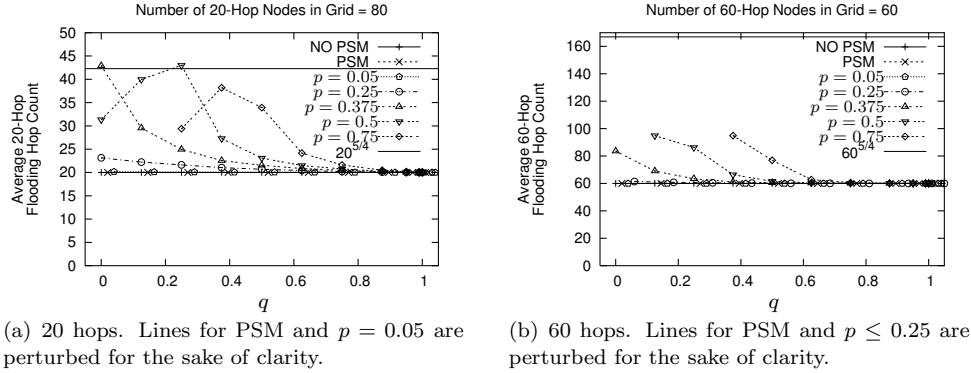 Number of 20-Hop Nodes in Grid = 80
Average 20-Hop
Flooding Hop Count
50
45
40
35
30
25
20
15
10
5
0
NO PSM
PSM
p = 0.05
p = 0.25
p = 0.375
p = 0.5
p = 0.75
20^5/4
0
0.2
0.4
0.6
0.8
1
q
(a) 20 hops. Lines for PSM and p = 0.05 are
perturbed for the sake of clarity.
Number of 60-Hop Nodes in Grid = 60
Average 60-Hop
Flooding Hop Count
160
140
120
100
80
60
40
20
0
NO PSM
PSM
p = 0.05
p = 0.25
p = 0.375
p = 0.5
p = 0.75
60^5/4
0
0.2
0.4
0.6
0.8
1
q
(b) 60 hops. Lines for PSM and p ≤ 0.25 are
perturbed for the sake of clarity.